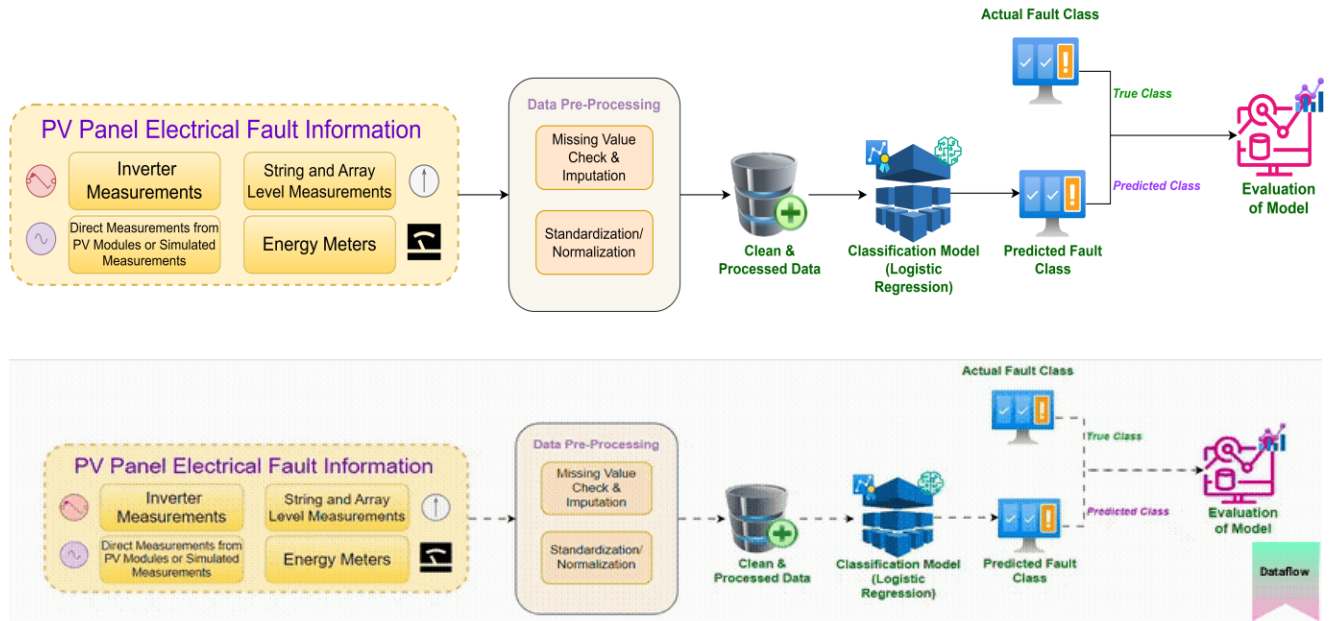 Actual Fault Class
True Class
PV Panel Electrical Fault Information
Inverter
Measurements
String and Array
Level Measurements
Direct Measurements from
PV Modules or Simulated
Measurements
Energy Meters
Data Pre-Processing
Missing Value
Check &
Imputation
Standardization/
Normalization
Clean &
Processed Data
Classification Model
(Logistic
Regression)
Predicted Fault
Class
Predicted Class
Evaluation
of Model
Actual Fault Class
True Class
PV Panel Electrical Fault Information
Inverter
Measurements
String and Array
Level Measurements
Direct Measurements from
PV Modules or Simulated
Measurements
Energy Meters
Data Pre-Processing
Missing Value
Check &
Imputation
Standardization/
Normalization
Clean &
Processed Data
Classification Model
(Logistic
Regression)
Predicted Fault
Class
Predicted Class
Evaluation
of Model
Dataflow